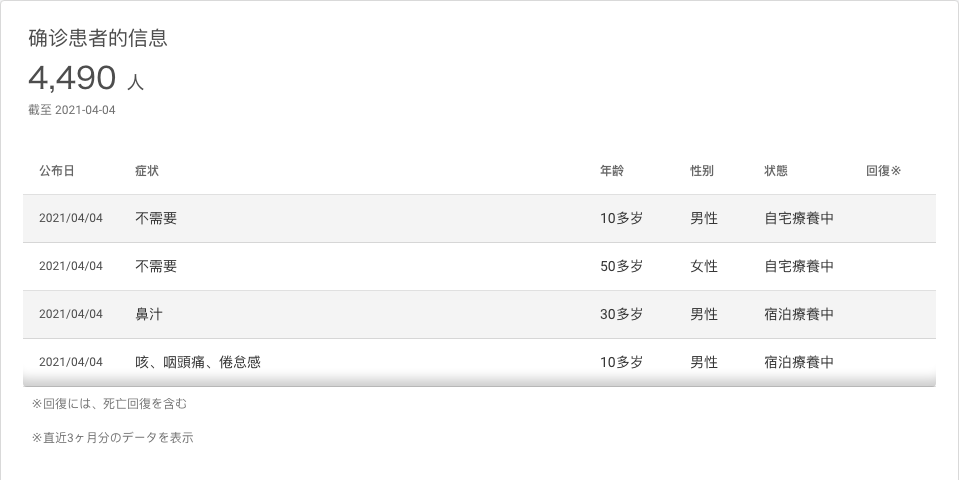 确诊患者的信息
4,490 人
截至 2021-04-04
公布日 症状 年龄 性别 状態 回復※
2021/04/04 不需要 10多岁 男性 自宅療養中
2021/04/04 不需要 50多岁 女性 自宅療養中
2021/04/04 鼻汁 30多岁 男性 宿泊療養中
2021/04/04 咳、咽頭痛、倦怠感 10多岁 男性 宿泊療養中
※回復には、死亡回復を含む
※直近3ヶ月分のデータを表示